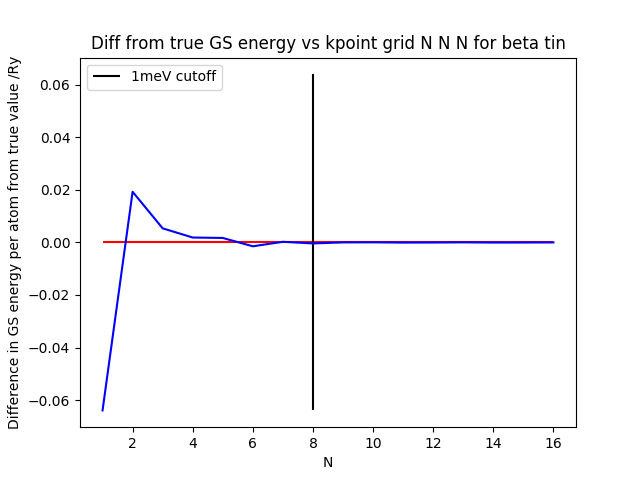 Diff from true GS energy vs kpoint grid N N N for beta tin
Difference in GS energy per atom from true value /Ry
1meV cutoff
0.06
0.04
0.02
0.00
−0.02
−0.04
−0.06
2 4 6 8 10 12 14 16
N